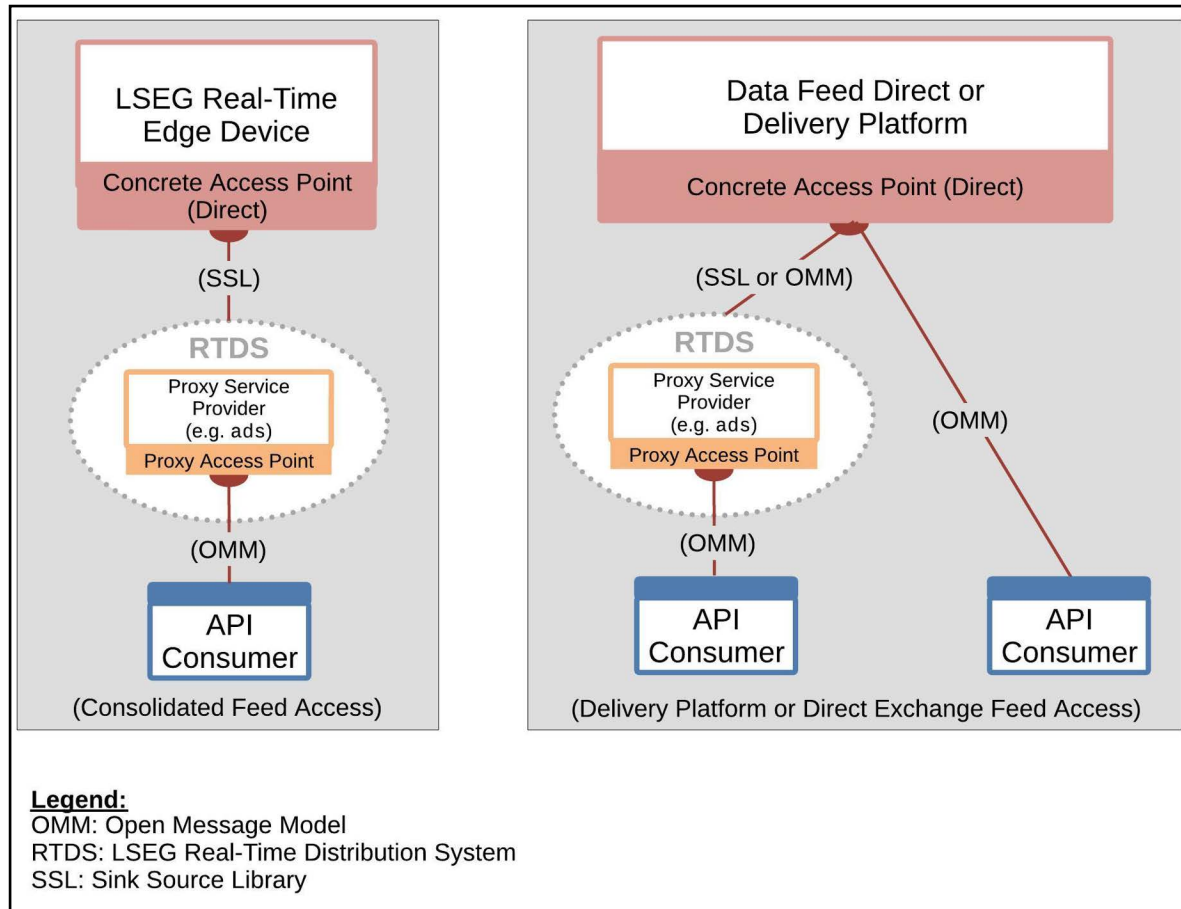 LSEG Real-Time
Edge Device
Concrete Access Point
(Direct)
(SSL)
RTDS
Proxy Service
Provider
(e.g. ads)
Proxy Access Point
(OMM)
API
Consumer
(Consolidated Feed Access)
Data Feed Direct or
Delivery Platform
Concrete Access Point (Direct)
(SSL or OMM)
RTDS
Proxy Service
Provider
(e.g. ads)
Proxy Access Point
(OMM)
(OMM)
API
Consumer
API
Consumer
(Delivery Platform or Direct Exchange Feed Access)
Legend:
OMM: Open Message Model
RTDS: LSEG Real-Time Distribution System
SSL: Sink Source Library